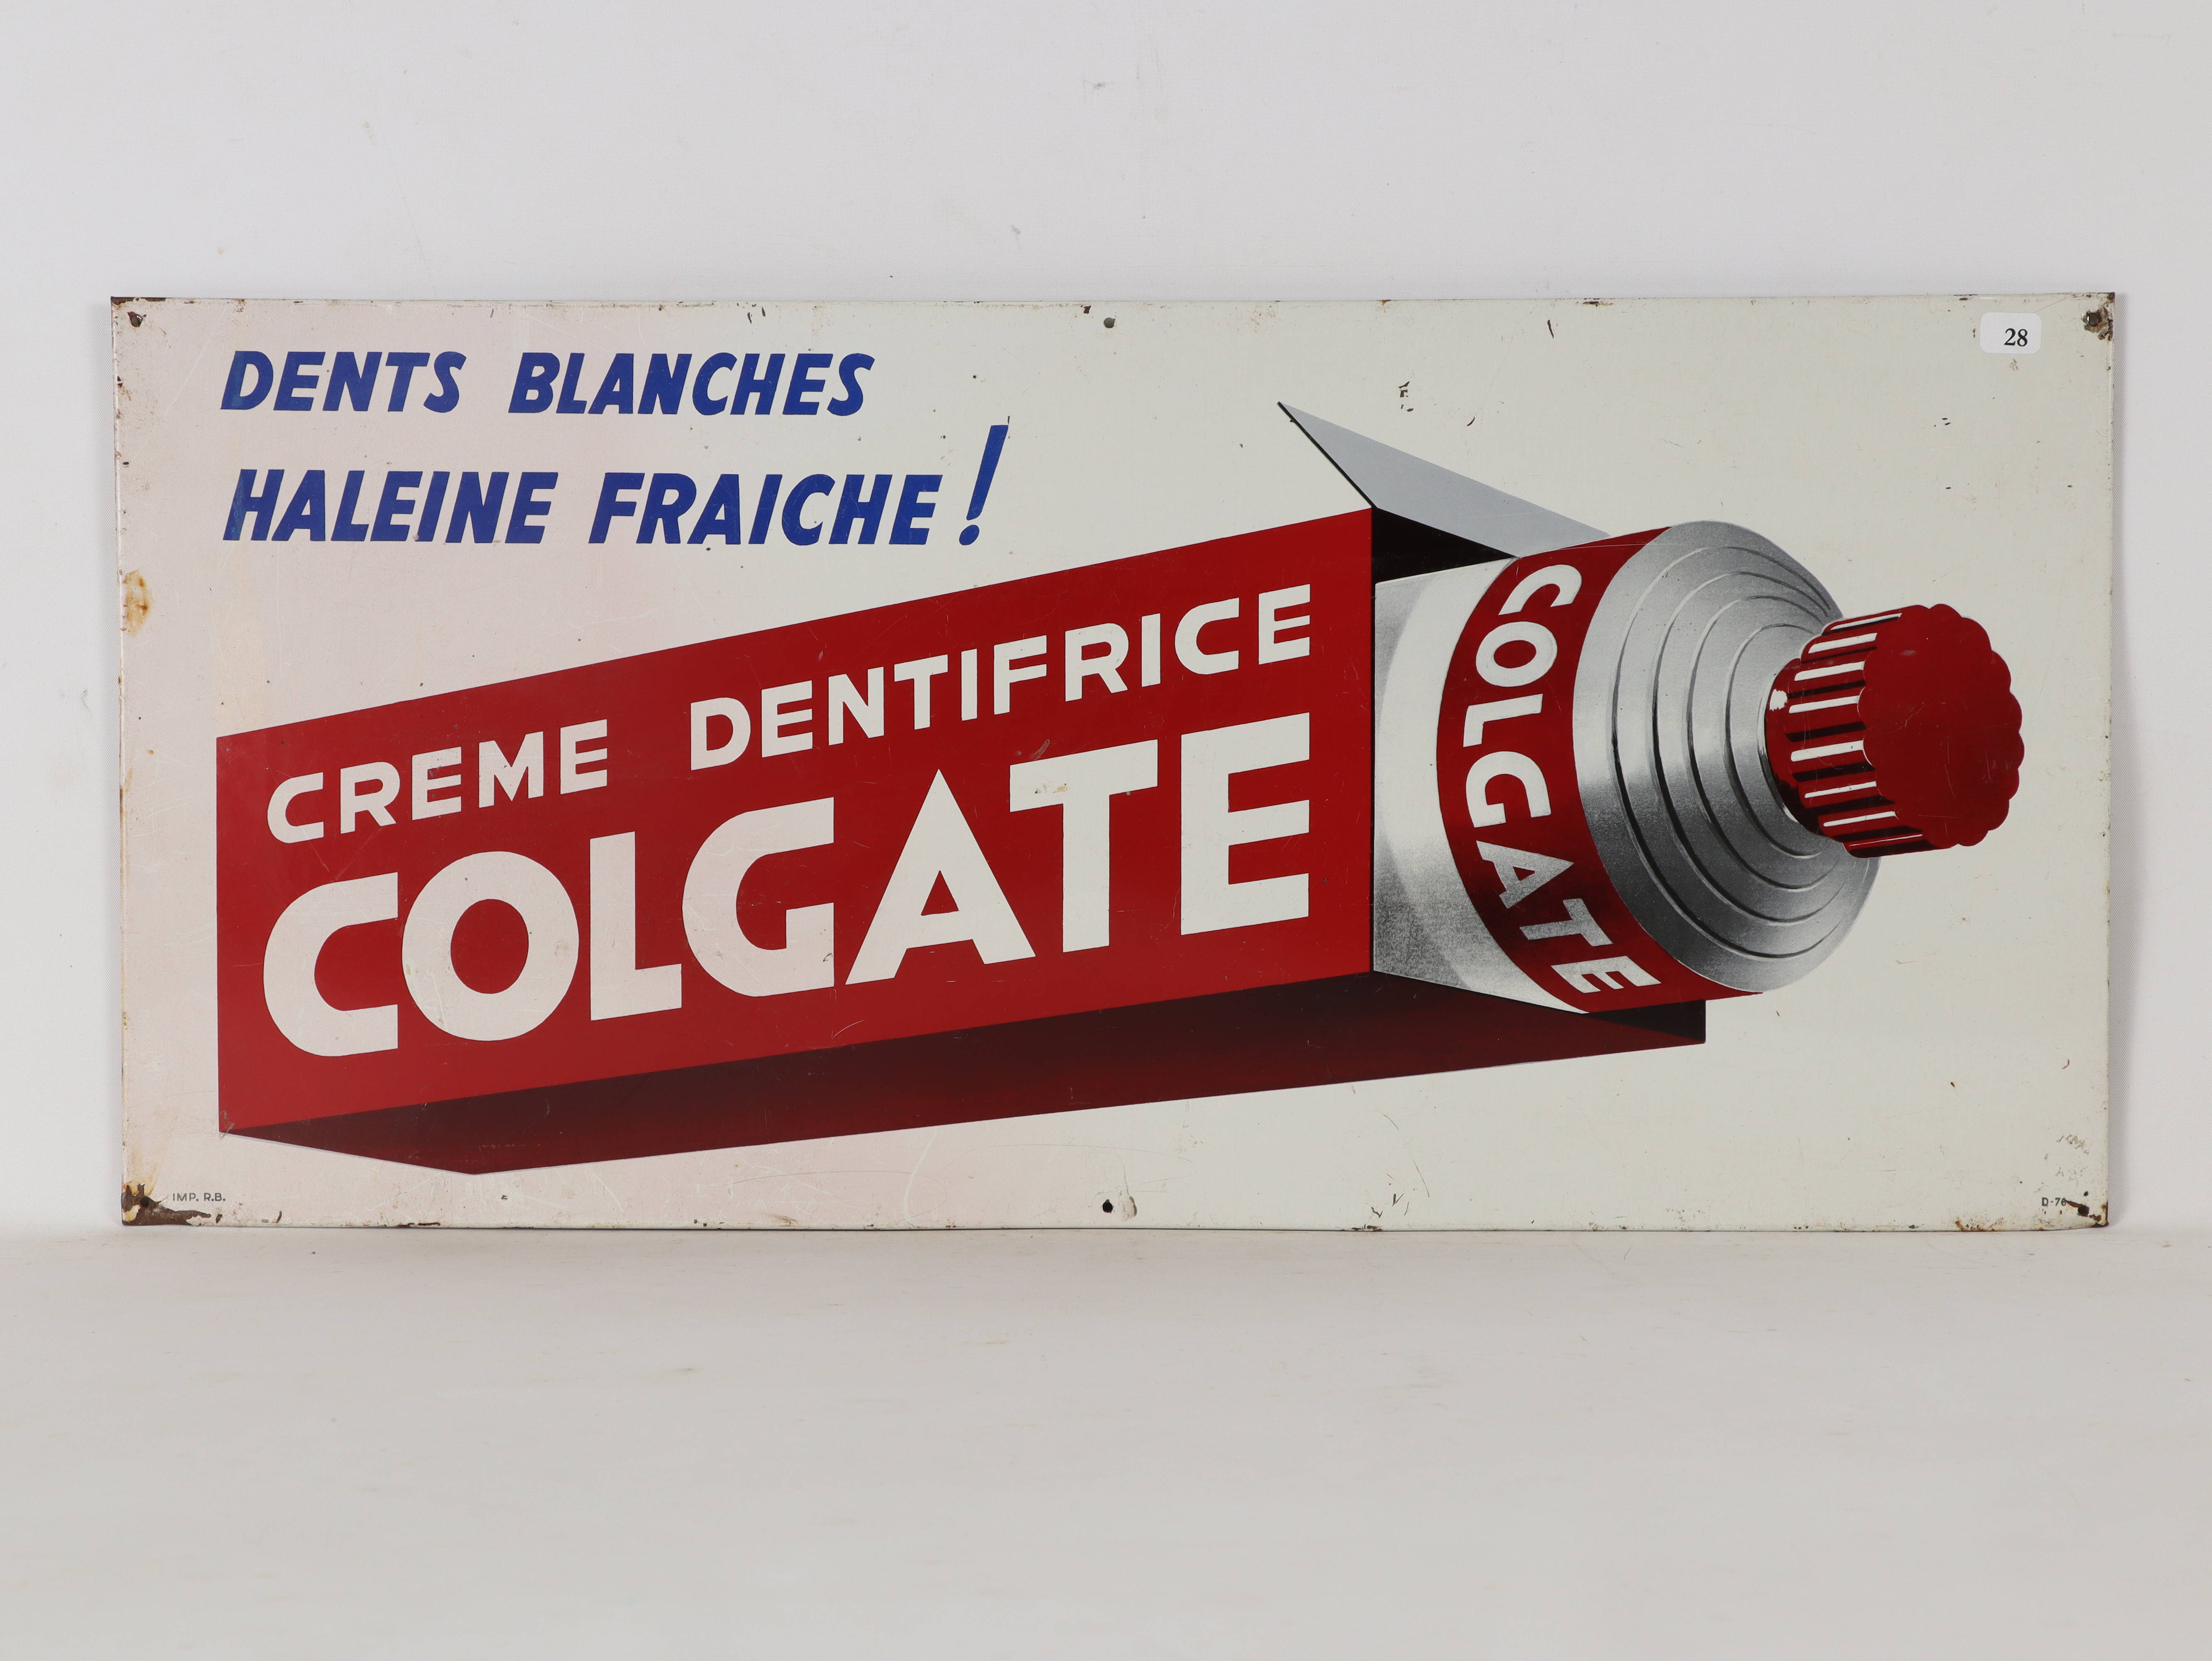 28
DENTS BLANCHES
HALEINE FRAICHE!
CREME DENTIFRICE
COLGATE
COLGATE
IMP. R.B.